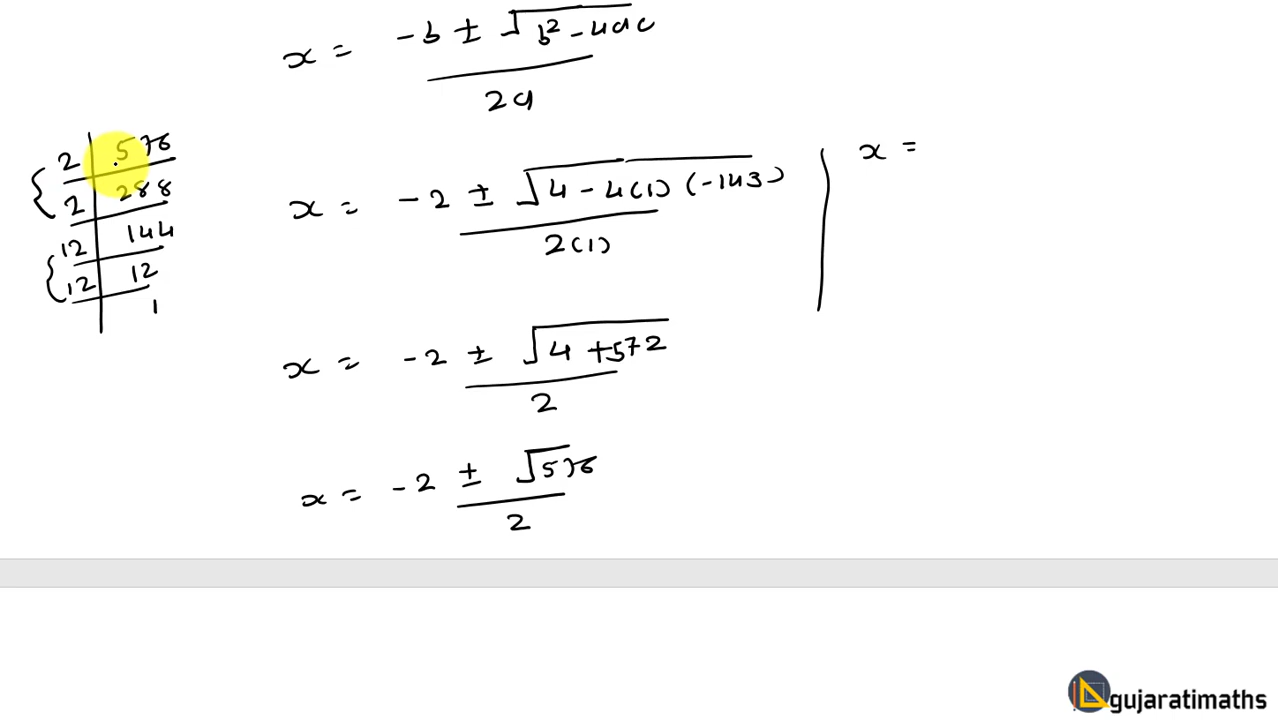 x = -b ± √b² - 4ac / 2a
2 | 576
2 | 288
12 | 144
12 | 12
1
x = -2 ± √4 - 4(1) (-143) / 2(1)
x = -2 ± √4 + 572 / 2
x = -2 ± √576 / 2
x =
gujaratimaths